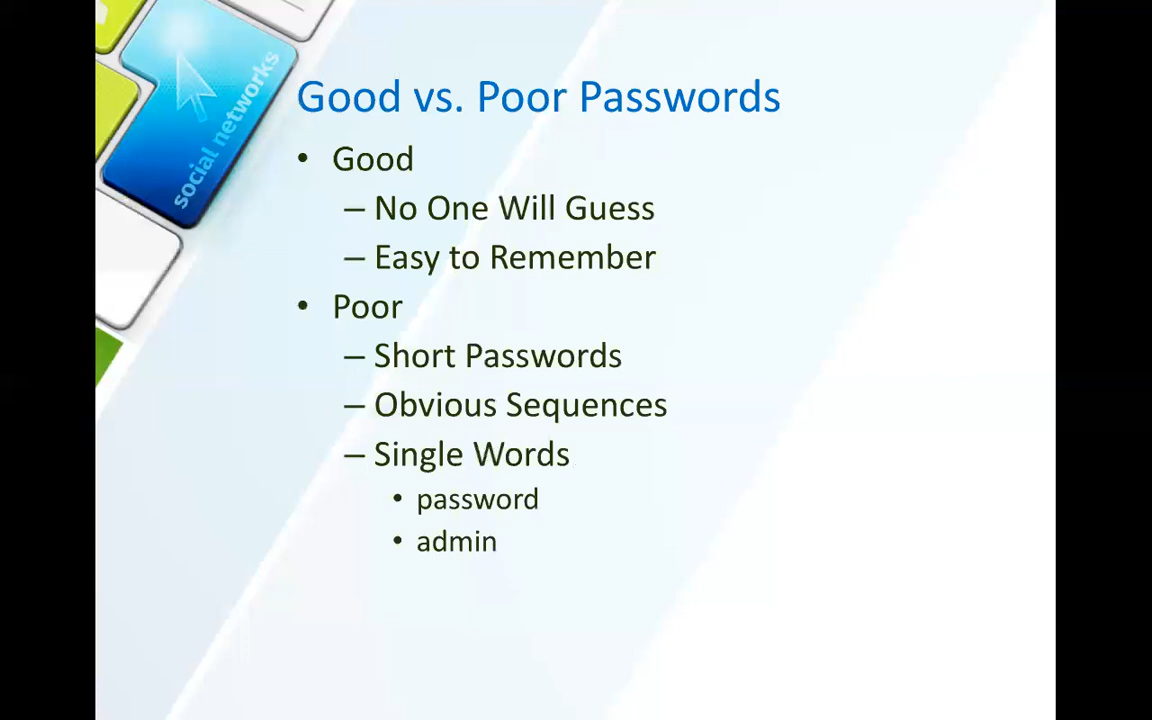 social networks
Good vs. Poor Passwords
• Good
– No One Will Guess
– Easy to Remember
• Poor
– Short Passwords
– Obvious Sequences
– Single Words
• password
• admin